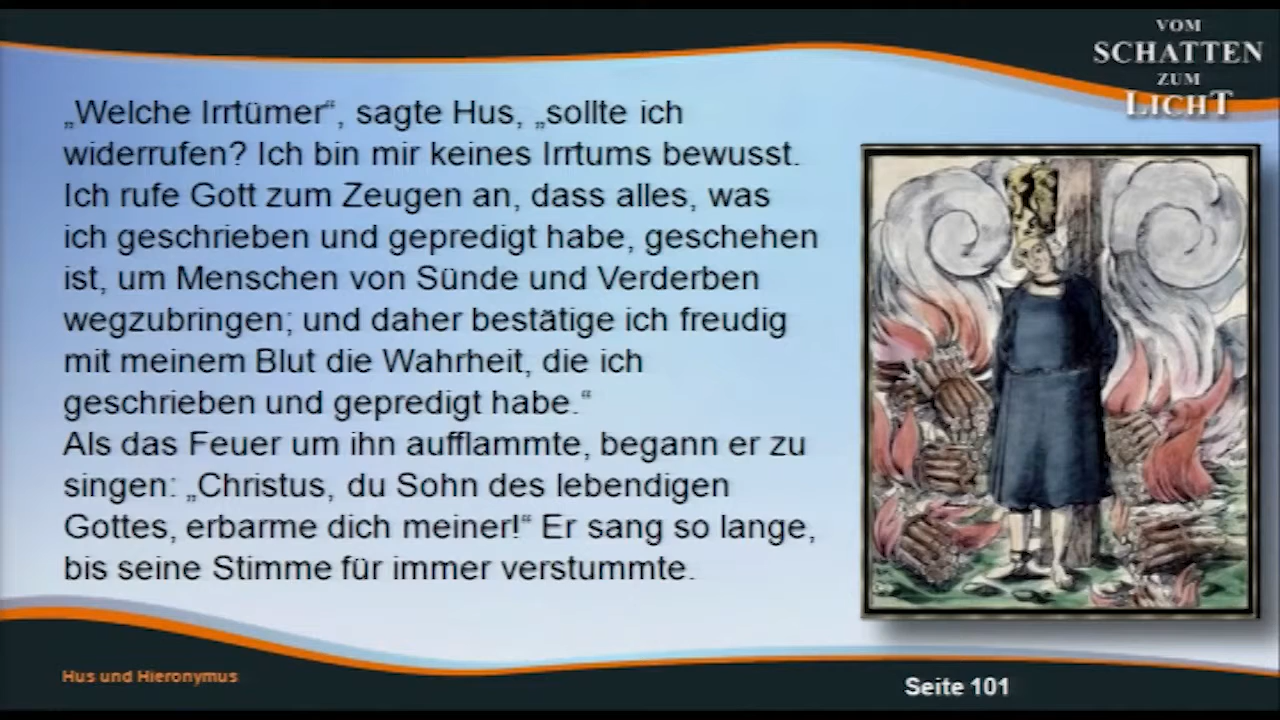 VOM
SCHATTEN
ZUM
LICHT
„Welche Irrtümer“, sagte Hus, „sollte ich
widerrufen? Ich bin mir keines Irrtums bewusst.
Ich rufe Gott zum Zeugen an, dass alles, was
ich geschrieben und gepredigt habe, geschehen
ist, um Menschen von Sünde und Verderben
wegzubringen; und daher bestätige ich freudig
mit meinem Blut die Wahrheit, die ich
geschrieben und gepredigt habe.“
Als das Feuer um ihn aufflammte, begann er zu
singen: „Christus, du Sohn des lebendigen
Gottes, erbarme dich meiner!“ Er sang so lange,
bis seine Stimme für immer verstummte.
Hus und Hieronymus
Seite 101